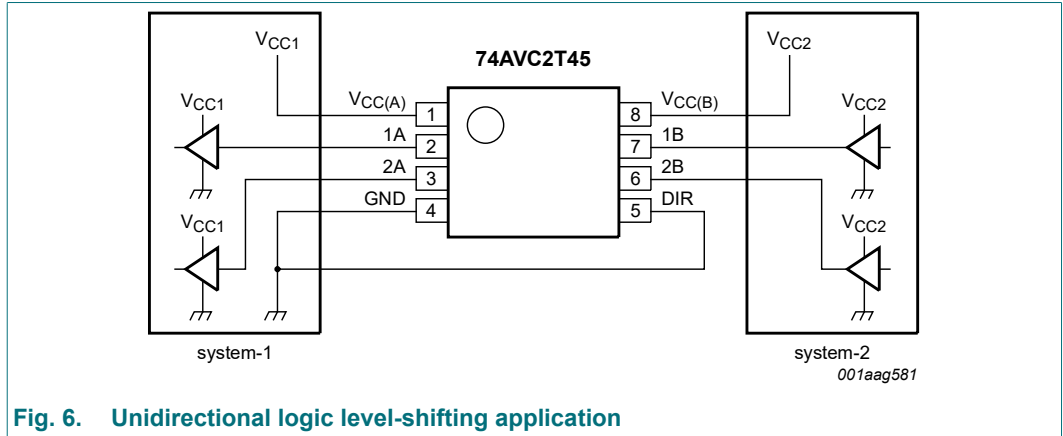 VCC1
74AVC2T45
VCC2
VCC1
VCC(A)
1
8
VCC(B)
VCC2
1A
2
7
1B
2A
3
6
2B
GND
4
5
DIR
VCC1
VCC2
system-1
system-2
001aag581
Fig. 6. Unidirectional logic level-shifting application